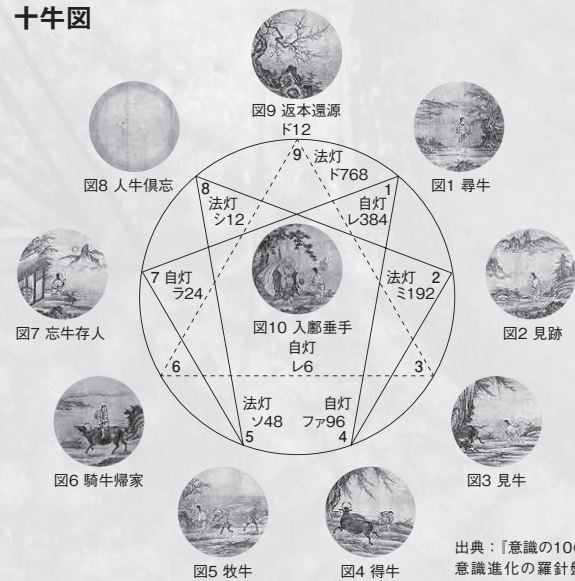 十牛図
図9 返本還源
ド12
9
法灯
ド768
図8 人牛倶忘
図1 尋牛
8
法灯
シ12
1
自灯
レ384
7 自灯
ラ24
法灯 2
ミ192
図7 忘牛存人
図10 入鄽垂手
自灯
レ6
図2 見跡
6
3
法灯
ソ48
5
自灯
ファ96
4
図6 騎牛帰家
図3 見牛
図5 牧牛
図4 得牛
出典：『意識の10
意識進化の羅針